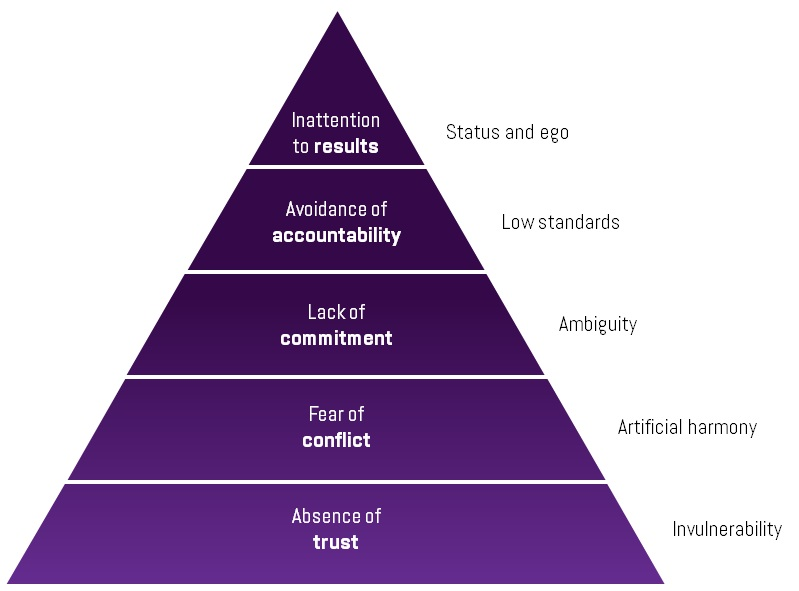 Inattention
to results
Status and ego
Avoidance of
accountability
Low standards
Lack of
commitment
Ambiguity
Fear of
conflict
Artificial harmony
Absence of
trust
Invulnerability